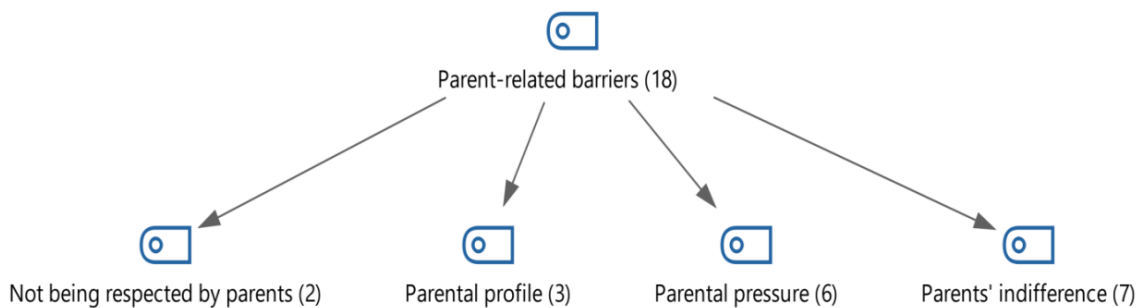 Parent-related barriers (18)
Not being respected by parents (2)
Parental profile (3)
Parental pressure (6)
Parents' indifference (7)